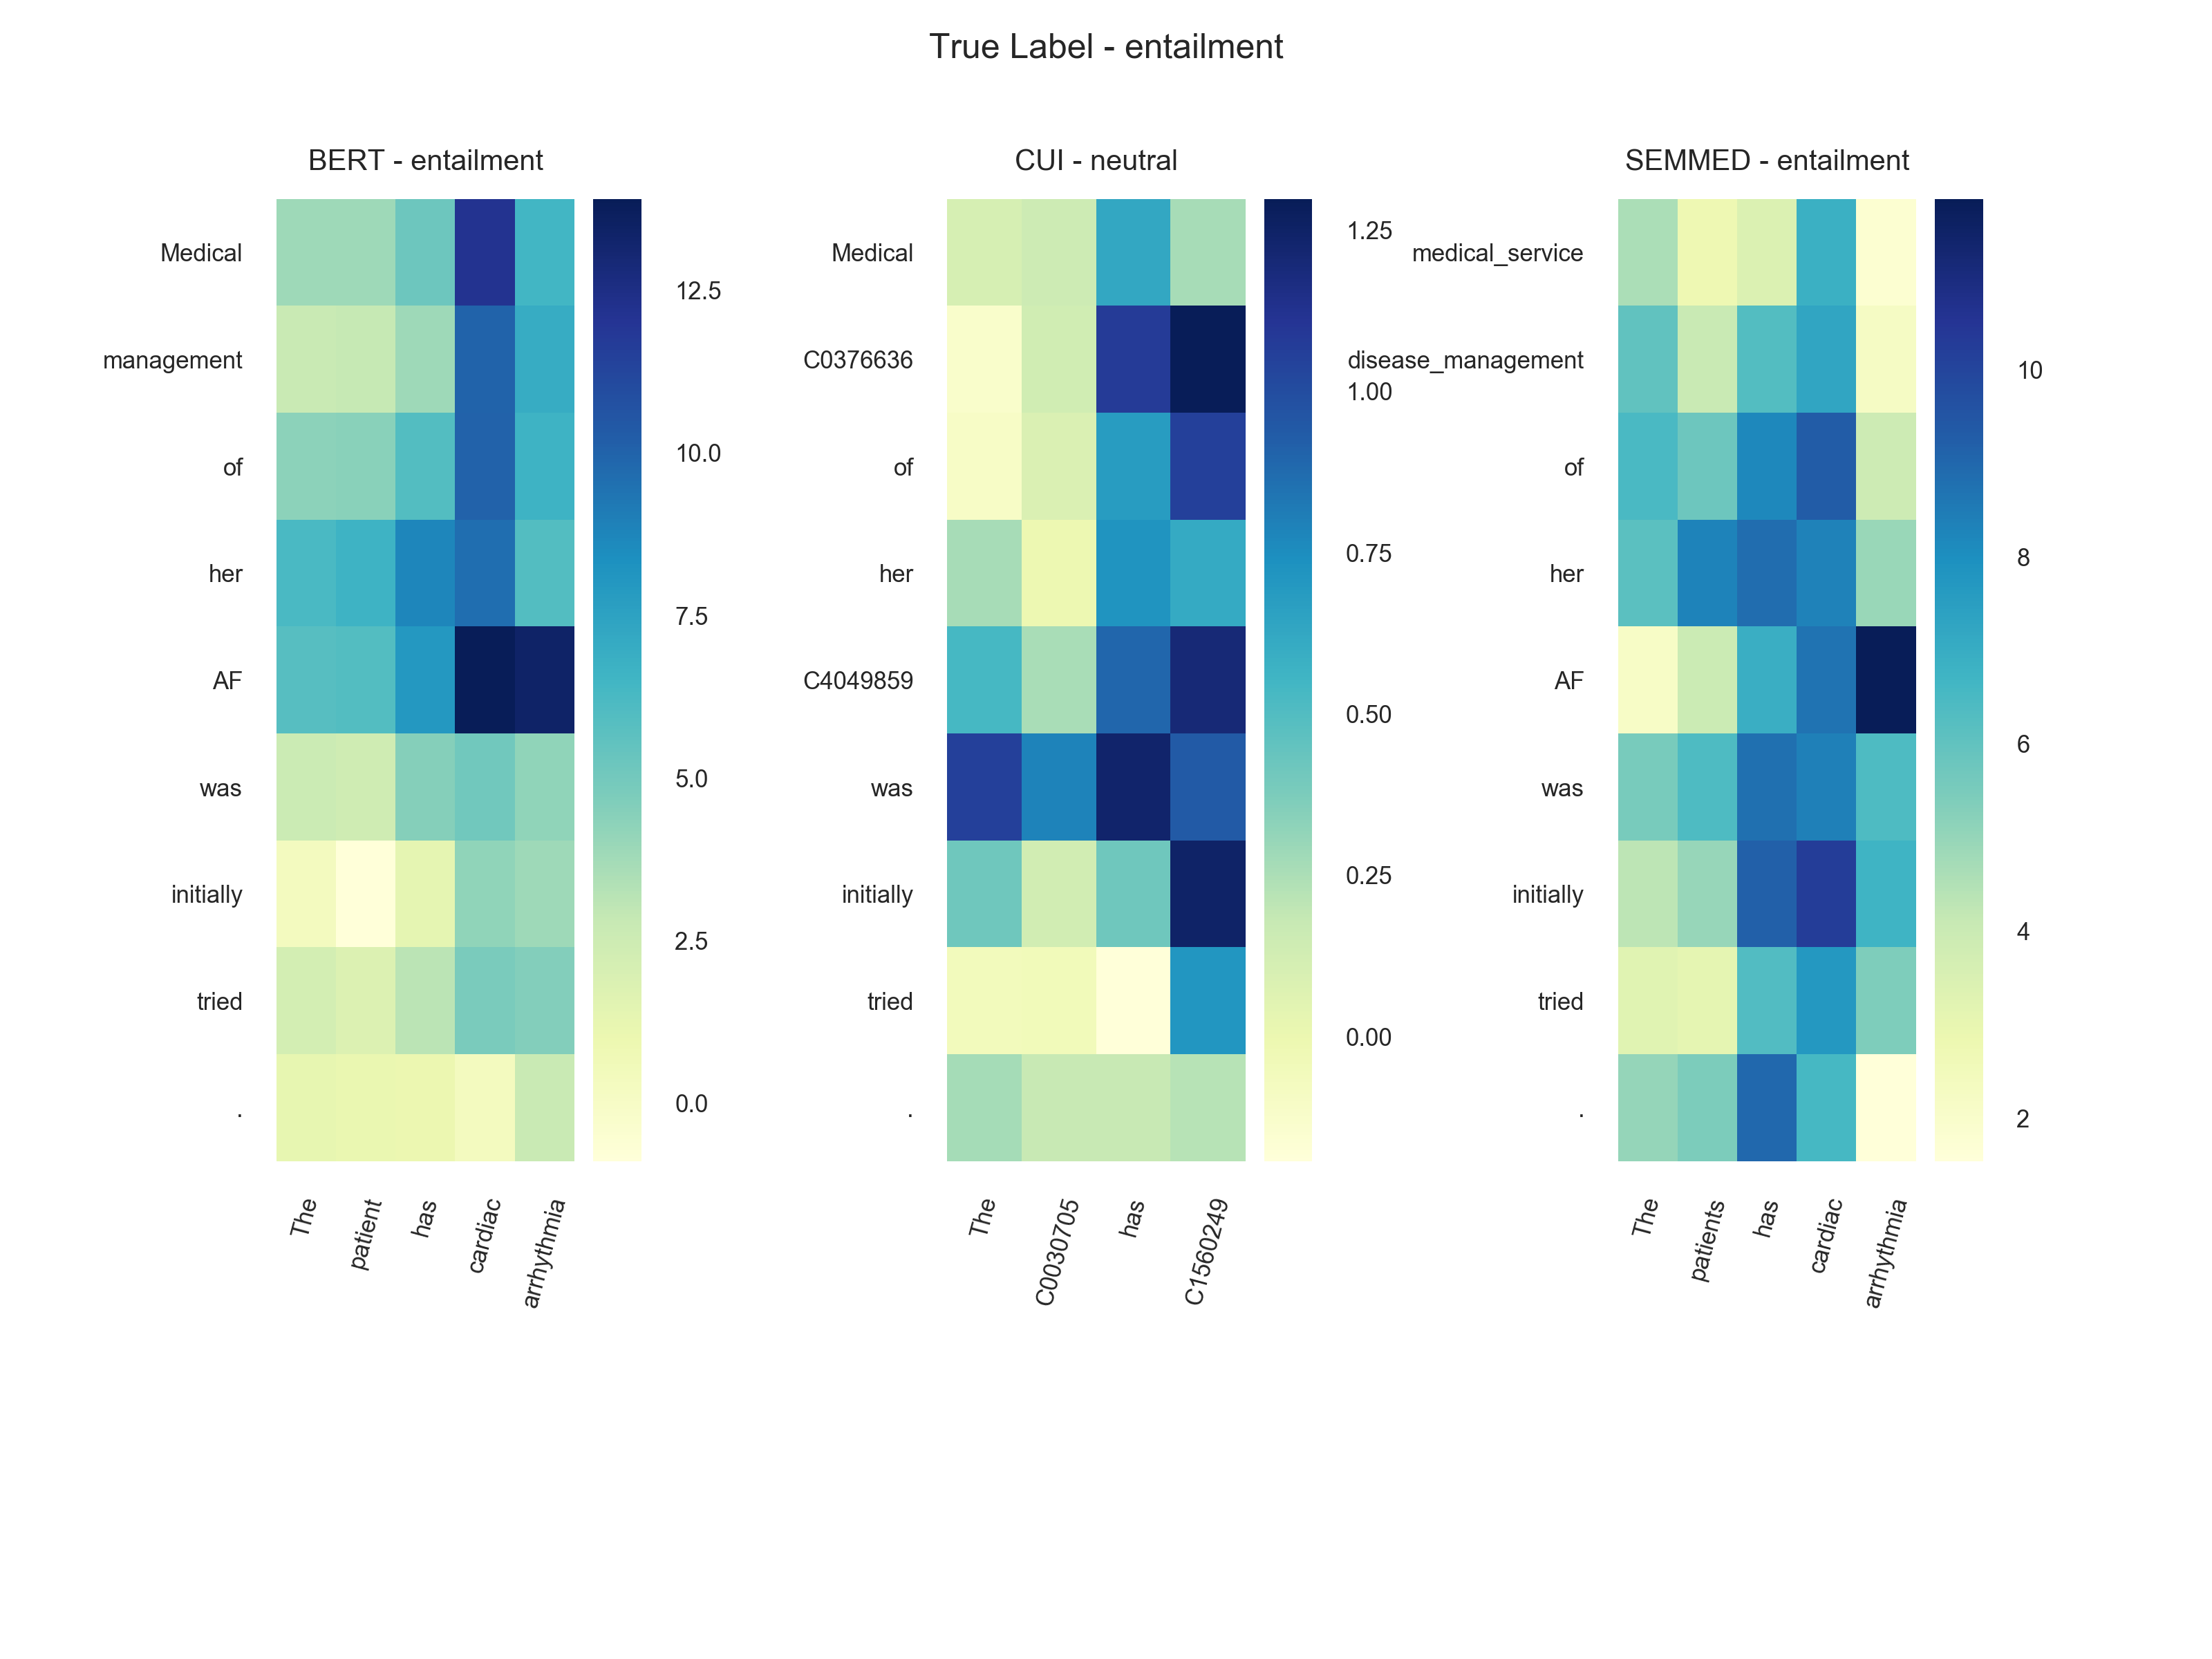 True Label - entailment
BERT - entailment
Medical
management
of
her
AF
was
initially
tried
.
12.5
10.0
7.5
5.0
2.5
0.0
The
patient
has
cardiac
arrhythmia
CUI - neutral
Medical
C0376636
of
her
C4049859
was
initially
tried
.
1.25
1.00
0.75
0.50
0.25
0.00
The
C0030705
has
C1560249
SEMMED - entailment
medical_service
disease_management
of
her
AF
was
initially
tried
.
10
8
6
4
2
The
patients
has
cardiac
arrhythmia